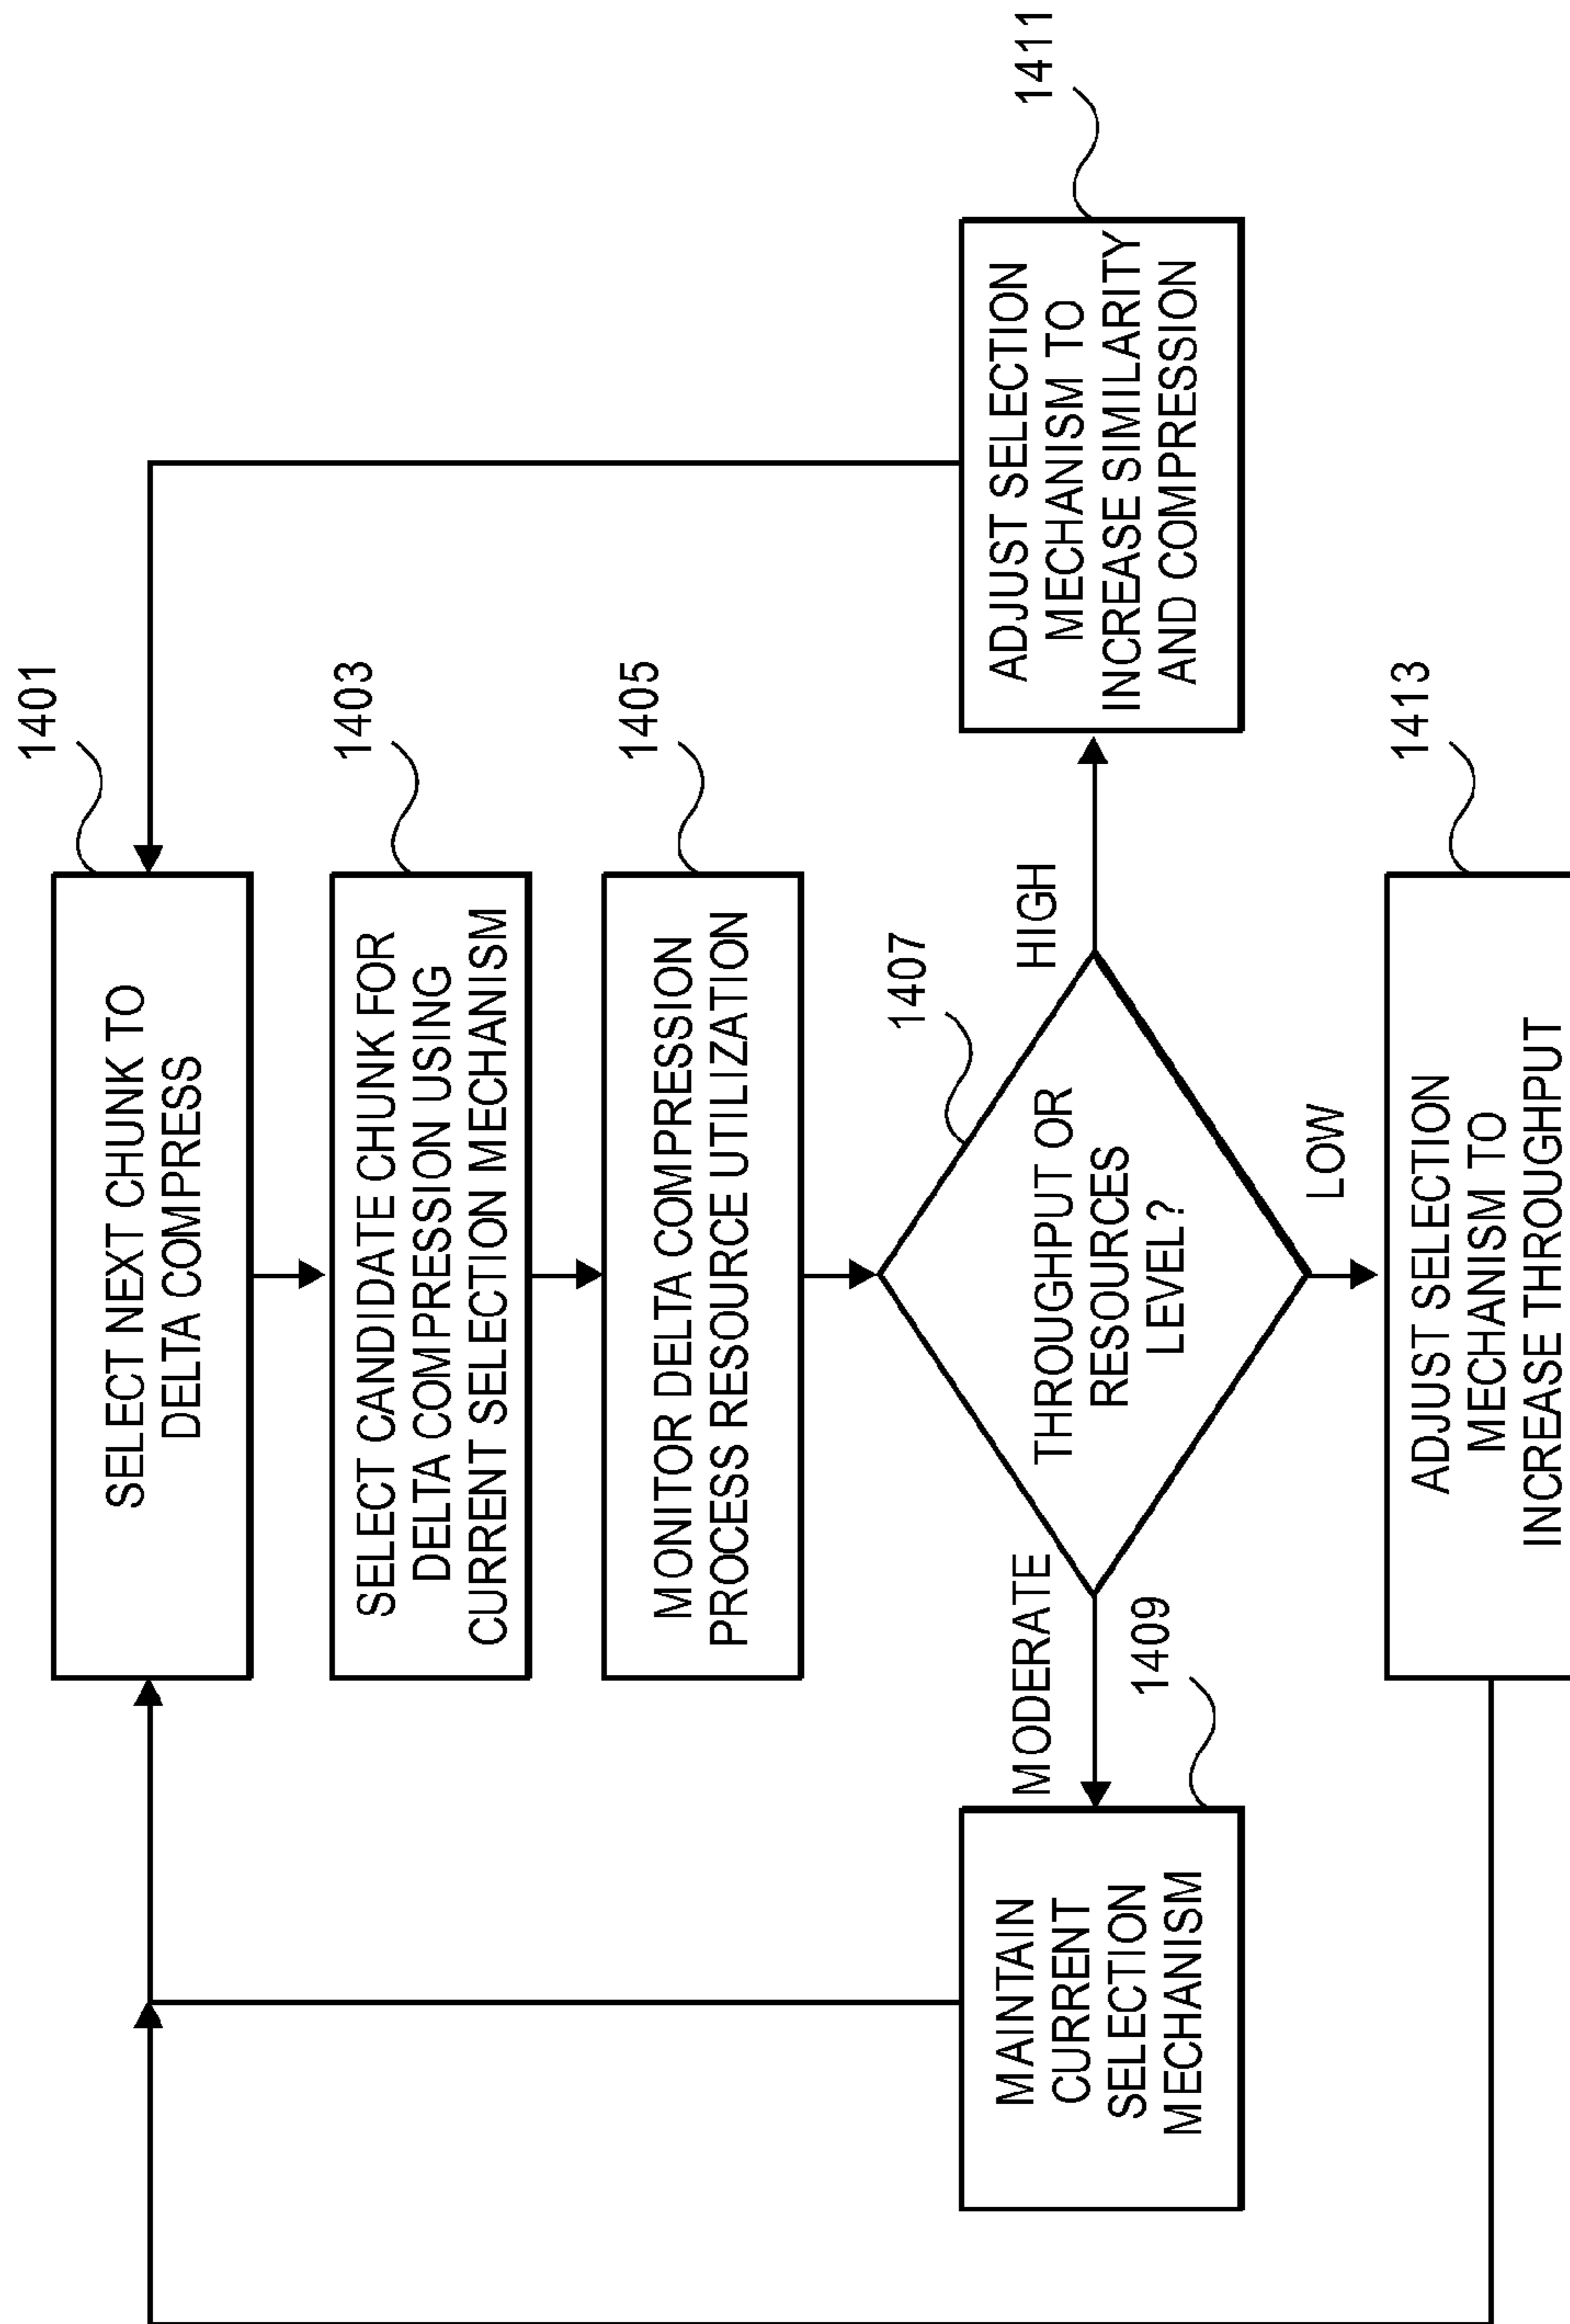 1401
SELECT NEXT CHUNK TO
DELTA COMPRESS
1403
SELECT CANDIDATE CHUNK FOR
DELTA COMPRESSION USING
CURRENT SELECTION MECHANISM
1405
MONITOR DELTA COMPRESSION
PROCESS RESOURCE UTILIZATION
1407
THROUGHPUT OR
RESOURCES
LEVEL?
MODERATE
HIGH
LOW
1409
MAINTAIN
CURRENT
SELECTION
MECHANISM
1411
ADJUST SELECTION
MECHANISM TO
INCREASE SIMILARITY
AND COMPRESSION
1413
ADJUST SELECTION
MECHANISM TO
INCREASE THROUGHPUT